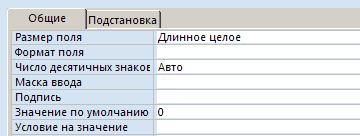 Общие Подстановка
Размер поля Длинное целое
Формат поля
Число десятичных знаков Авто
Маска ввода
Подпись
Значение по умолчанию 0
Условие на значение